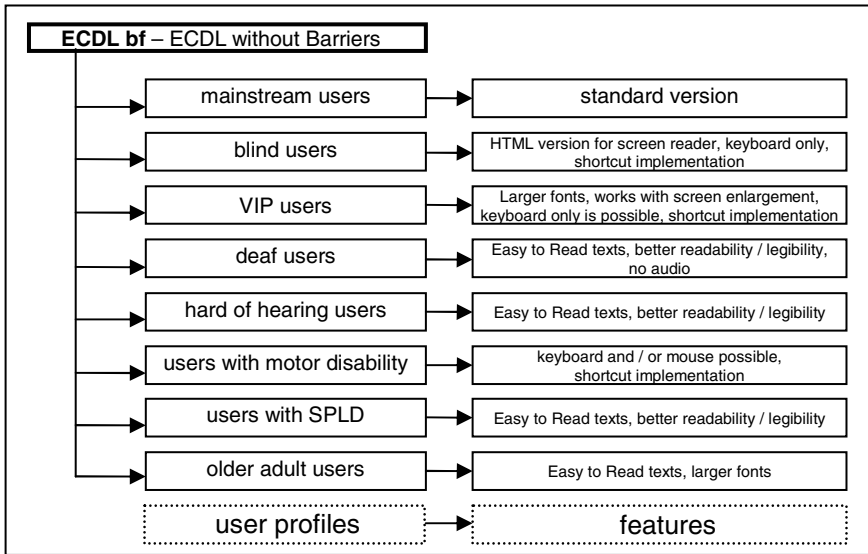 ECDL bf – ECDL without Barriers
mainstream users
standard version
blind users
HTML version for screen reader, keyboard only,
shortcut implementation
VIP users
Larger fonts, works with screen enlargement,
keyboard only is possible, shortcut implementation
deaf users
Easy to Read texts, better readability / legibility,
no audio
hard of hearing users
Easy to Read texts, better readability / legibility
users with motor disability
keyboard and / or mouse possible,
shortcut implementation
users with SPLD
Easy to Read texts, better readability / legibility
older adult users
Easy to Read texts, larger fonts
user profiles
features